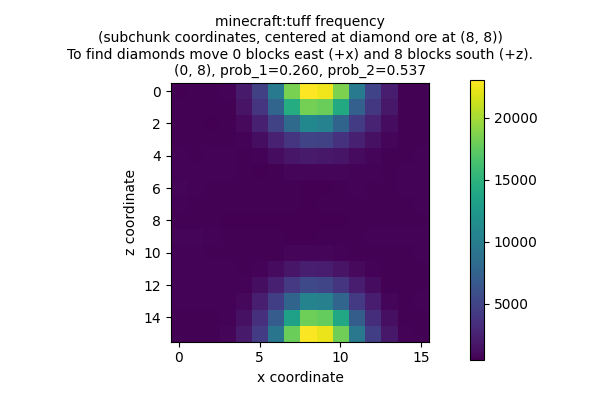 minecraft:tuff frequency
(subchunk coordinates, centered at diamond ore at (8, 8))
To find diamonds move 0 blocks east (+x) and 8 blocks south (+z).
(0, 8), prob_1=0.260, prob_2=0.537
0
2
4
6
8
10
12
14
z coordinate
0
5
10
15
x coordinate
20000
15000
10000
5000